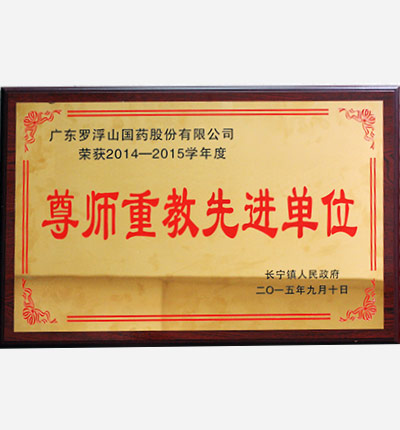 广东罗浮山国药股份有限公司
荣获2014—2015学年度
尊师重教先进单位
长宁镇人民政府
二〇一五年九月十日